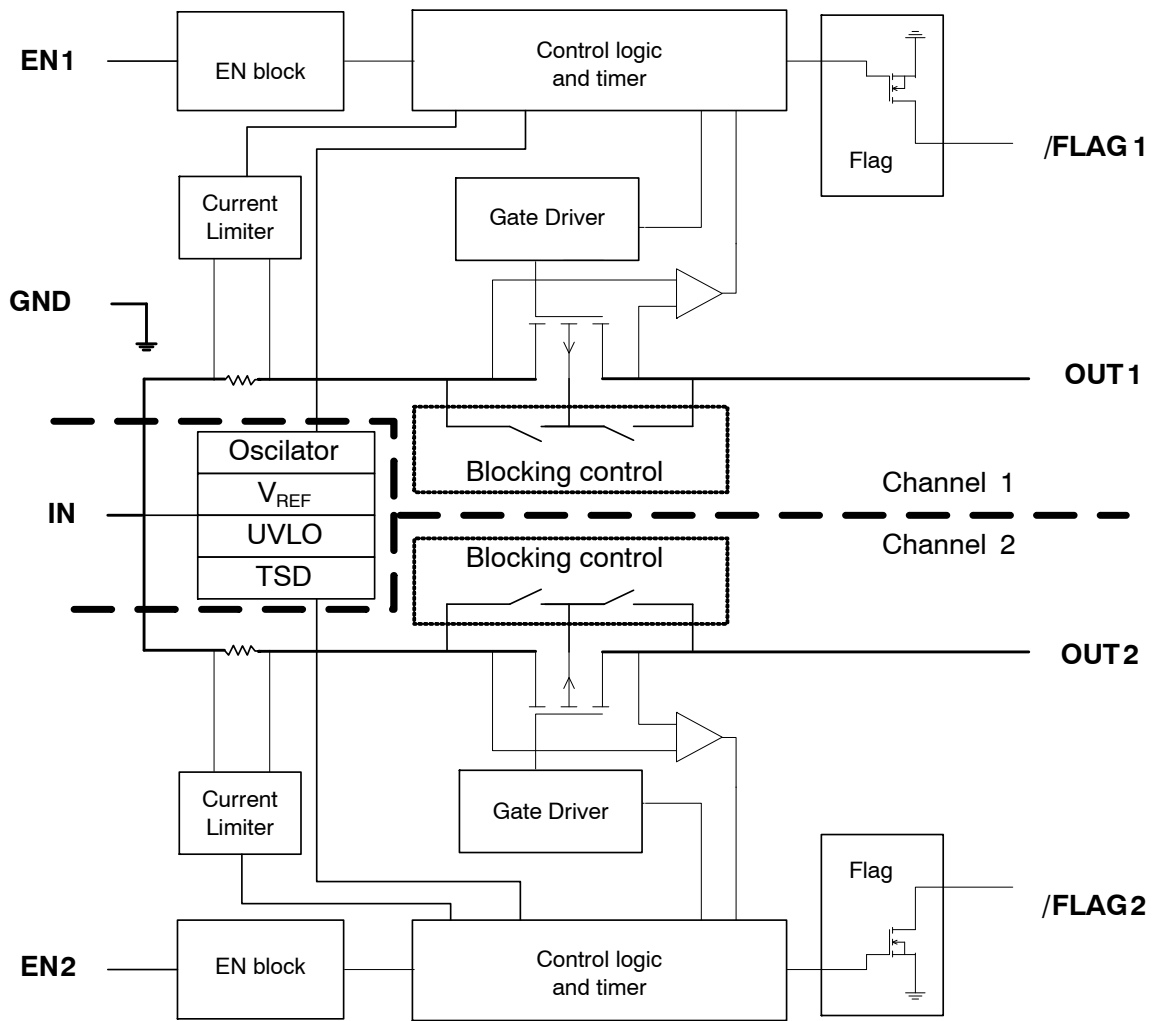 EN1
EN block
Control logic
and timer
Flag
/FLAG1
Current
Limiter
Gate Driver
GND
OUT1
Oscilator
VREF
UVLO
TSD
IN
Blocking control
Channel 1
Channel 2
Blocking control
OUT2
Current
Limiter
Gate Driver
Flag
/FLAG2
EN2
EN block
Control logic
and timer